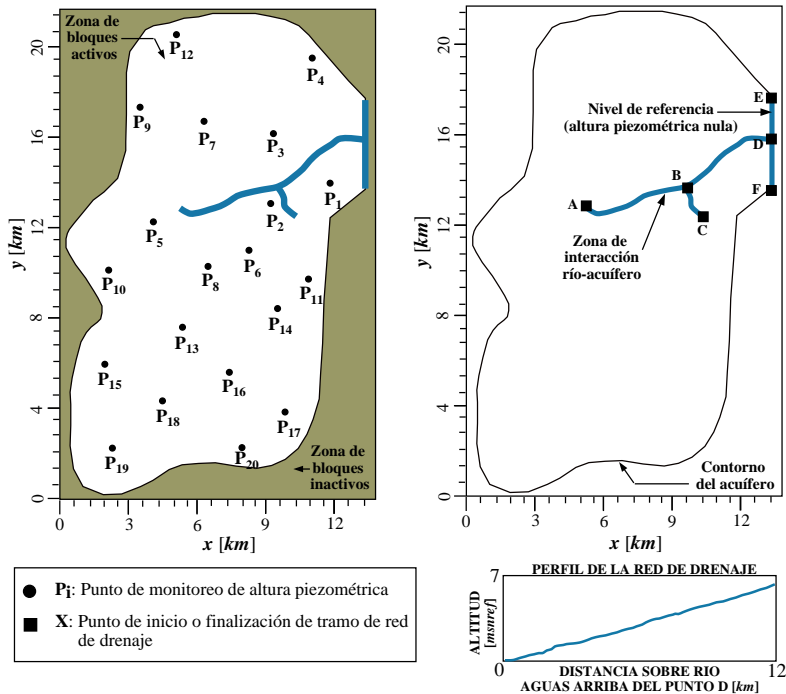 Zona de
bloques
activos
P12
P4
P9
P7
P3
P1
P2
P5
P6
P8
P10
P11
P14
P13
P15
P16
P18
P17
P19
P20
Zona de
bloques
inactivos
y [km]
0
4
8
12
16
20
0
3
6
9
12
x [km]
Nivel de referencia
(altura piezométrica nula)
E
D
F
B
A
C
Zona de
interacción
río-acuífero
Contorno
del acuífero
y [km]
0
4
8
12
16
20
0
3
6
9
12
x [km]
Pi: Punto de monitoreo de altura piezométrica
X: Punto de inicio o finalización de tramo de red
de drenaje
PERFIL DE LA RED DE DRENAJE
ALTITUD
[msnref]
7
0
12
DISTANCIA SOBRE RIO
AGUAS ARRIBA DEL PUNTO D [km]